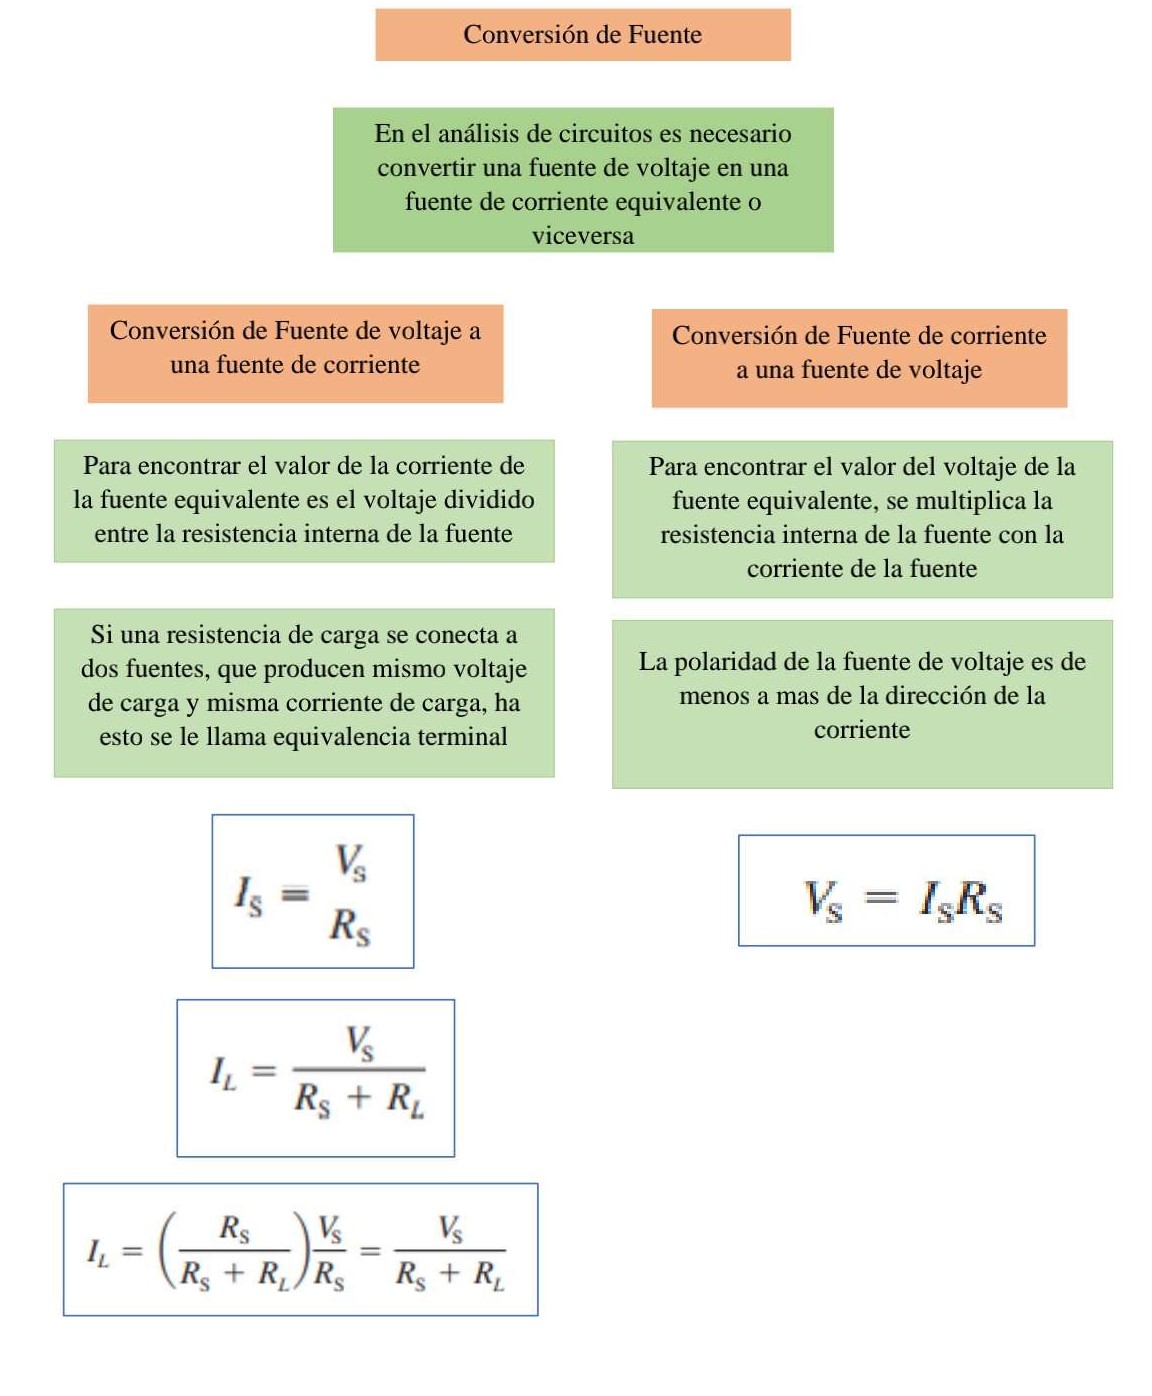 Conversión de Fuente
En el análisis de circuitos es necesario
convertir una fuente de voltaje en una
fuente de corriente equivalente o
viceversa
Conversión de Fuente de voltaje a
una fuente de corriente
Para encontrar el valor de la corriente de
la fuente equivalente es el voltaje dividido
entre la resistencia interna de la fuente
Si una resistencia de carga se conecta a
dos fuentes, que producen mismo voltaje
de carga y misma corriente de carga, ha
esto se le llama equivalencia terminal
I_S = V_S / R_S
I_L = V_S / (R_S + R_L)
I_L = (R_S / (R_S + R_L)) V_S / R_S = V_S / (R_S + R_L)
Conversión de Fuente de corriente
a una fuente de voltaje
Para encontrar el valor del voltaje de la
fuente equivalente, se multiplica la
resistencia interna de la fuente con la
corriente de la fuente
La polaridad de la fuente de voltaje es de
menos a mas de la dirección de la
corriente
V_S = I_S R_S